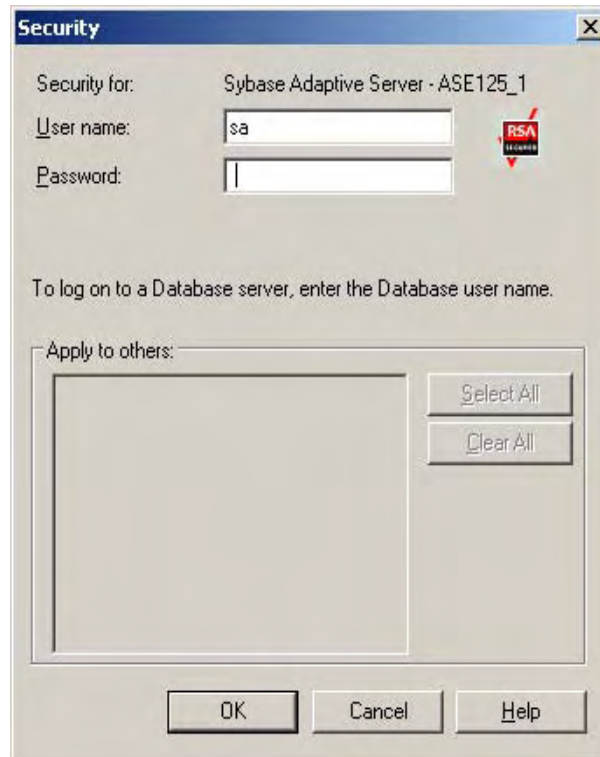 Security
Security for: Sybase Adaptive Server - ASE125_1
User name: sa
RSA
SECURED
Password:
To log on to a Database server, enter the Database user name.
Apply to others:
Select All
Clear All
OK Cancel Help